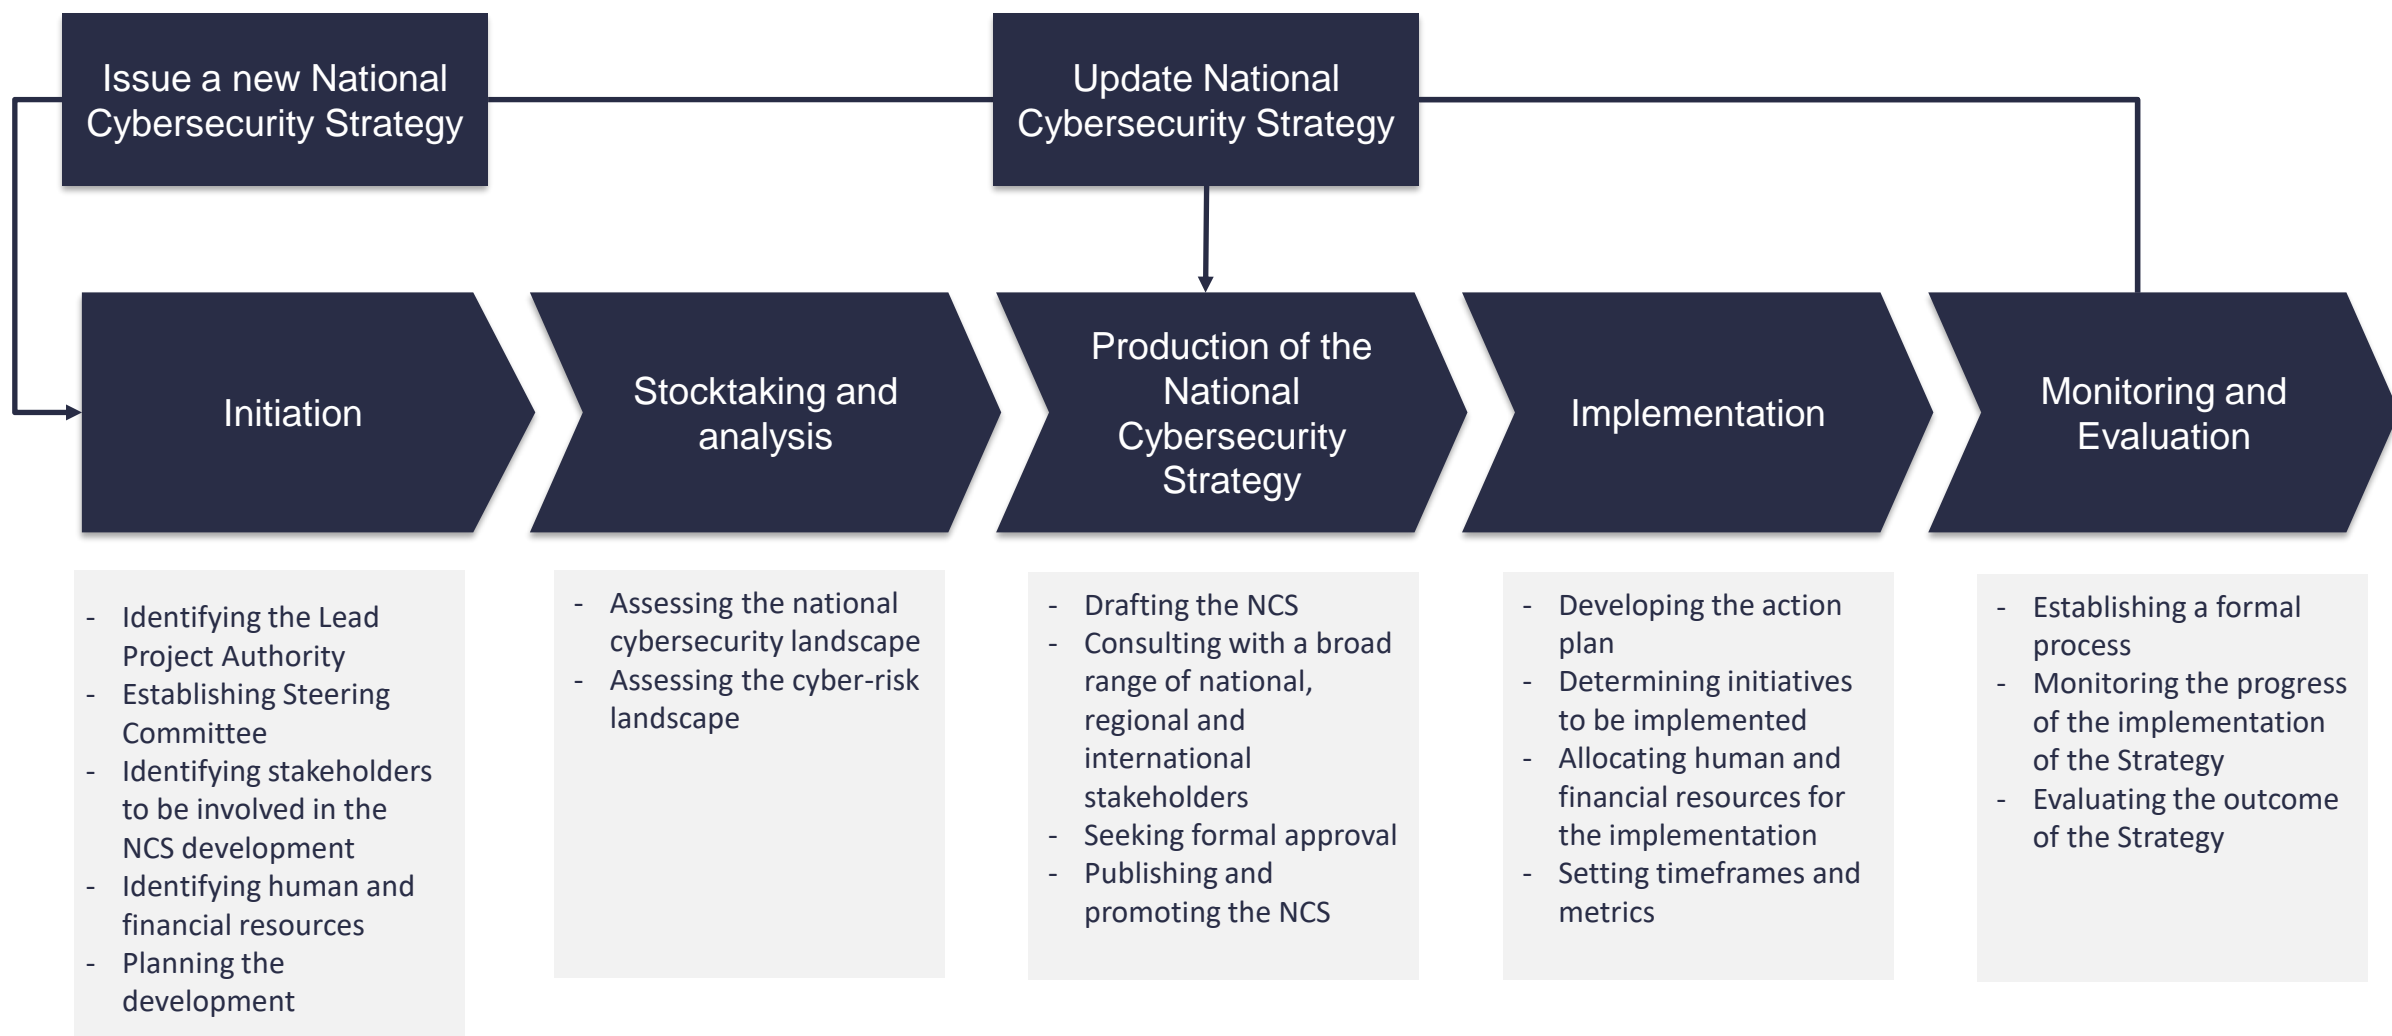 Issue a new National
Cybersecurity Strategy
Update National
Cybersecurity Strategy
Initiation
Stocktaking and
analysis
Production of the
National
Cybersecurity
Strategy
Implementation
Monitoring and
Evaluation
- Identifying the Lead
Project Authority
- Establishing Steering
Committee
- Identifying stakeholders
to be involved in the
NCS development
- Identifying human and
financial resources
- Planning the
development
- Assessing the national
cybersecurity landscape
- Assessing the cyber-risk
landscape
- Drafting the NCS
- Consulting with a broad
range of national,
regional and
international
stakeholders
- Seeking formal approval
- Publishing and
promoting the NCS
- Developing the action
plan
- Determining initiatives
to be implemented
- Allocating human and
financial resources for
the implementation
- Setting timeframes and
metrics
- Establishing a formal
process
- Monitoring the progress
of the implementation
of the Strategy
- Evaluating the outcome
of the Strategy